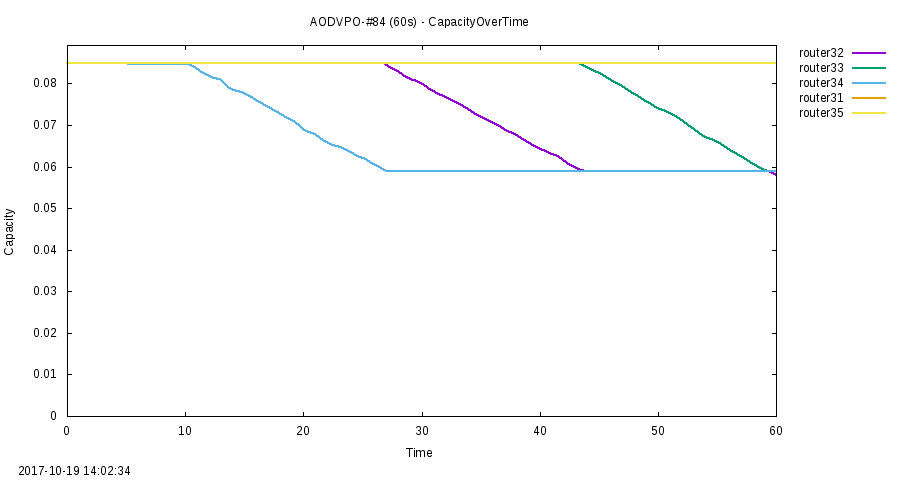 AODVPO-#84 (60s) - CapacityOverTime
router32
router33
router34
router31
router35
0.08
0.07
0.06
0.05
0.04
0.03
0.02
0.01
0
Capacity
0 10 20 30 40 50 60
Time
2017-10-19 14:02:34